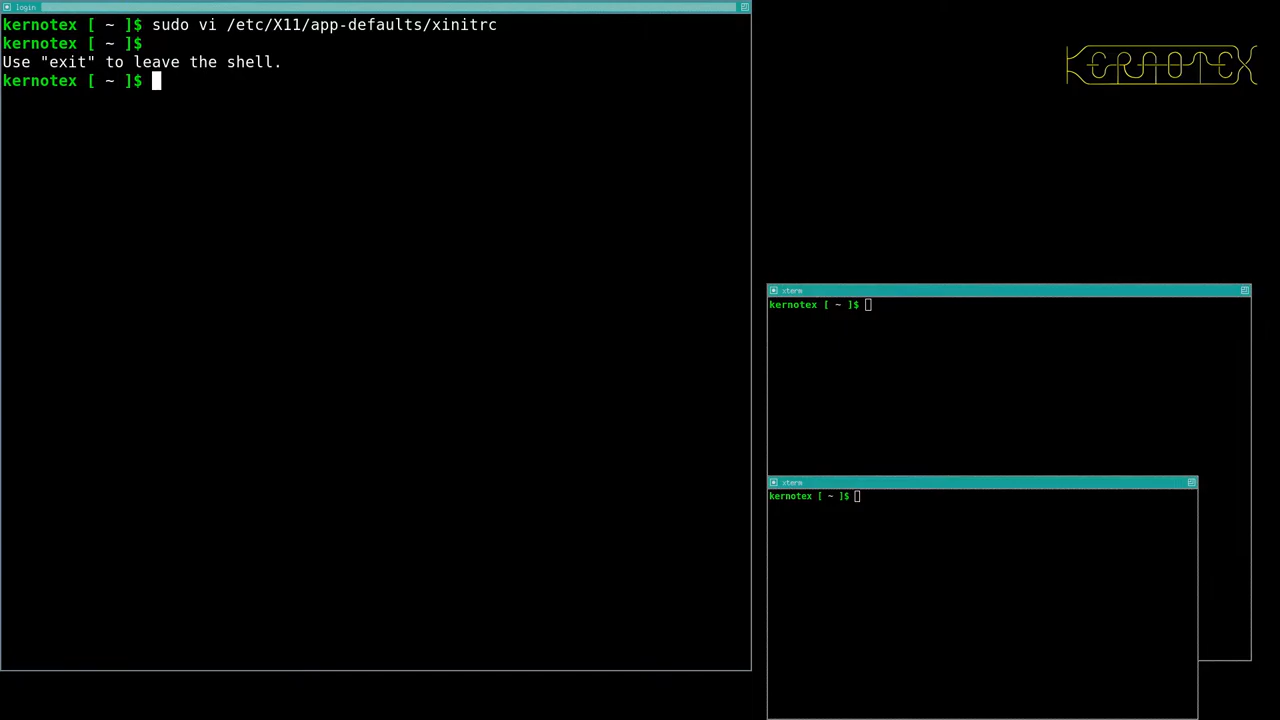 login
kernotex [ ~ ]$ sudo vi /etc/X11/app-defaults/xinitrc
kernotex [ ~ ]$
Use "exit" to leave the shell.
kernotex [ ~ ]$
KERNOTEX
xterm
kernotex [ ~ ]$
xterm
kernotex [ ~ ]$